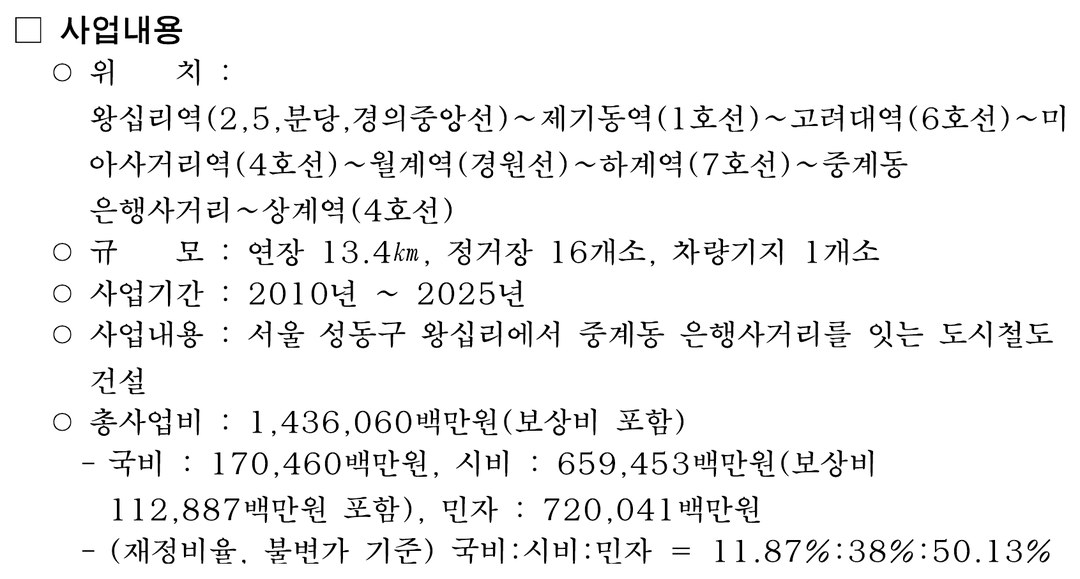 □ 사업내용
○ 위 치 :
왕십리역(2,5,분당,경의중앙선)~제기동역(1호선)~고려대역(6호선)~미
아사거리역(4호선)~월계역(경원선)~하계역(7호선)~중계동
은행사거리~상계역(4호선)
○ 규 모 : 연장 13.4㎞, 정거장 16개소, 차량기지 1개소
○ 사업기간 : 2010년 ~ 2025년
○ 사업내용 : 서울 성동구 왕십리에서 중계동 은행사거리를 잇는 도시철도
건설
○ 총사업비 : 1,436,060백만원(보상비 포함)
- 국비 : 170,460백만원, 시비 : 659,453백만원(보상비
112,887백만원 포함), 민자 : 720,041백만원
- (재정비율, 불변가 기준) 국비:시비:민자 = 11.87%:38%:50.13%